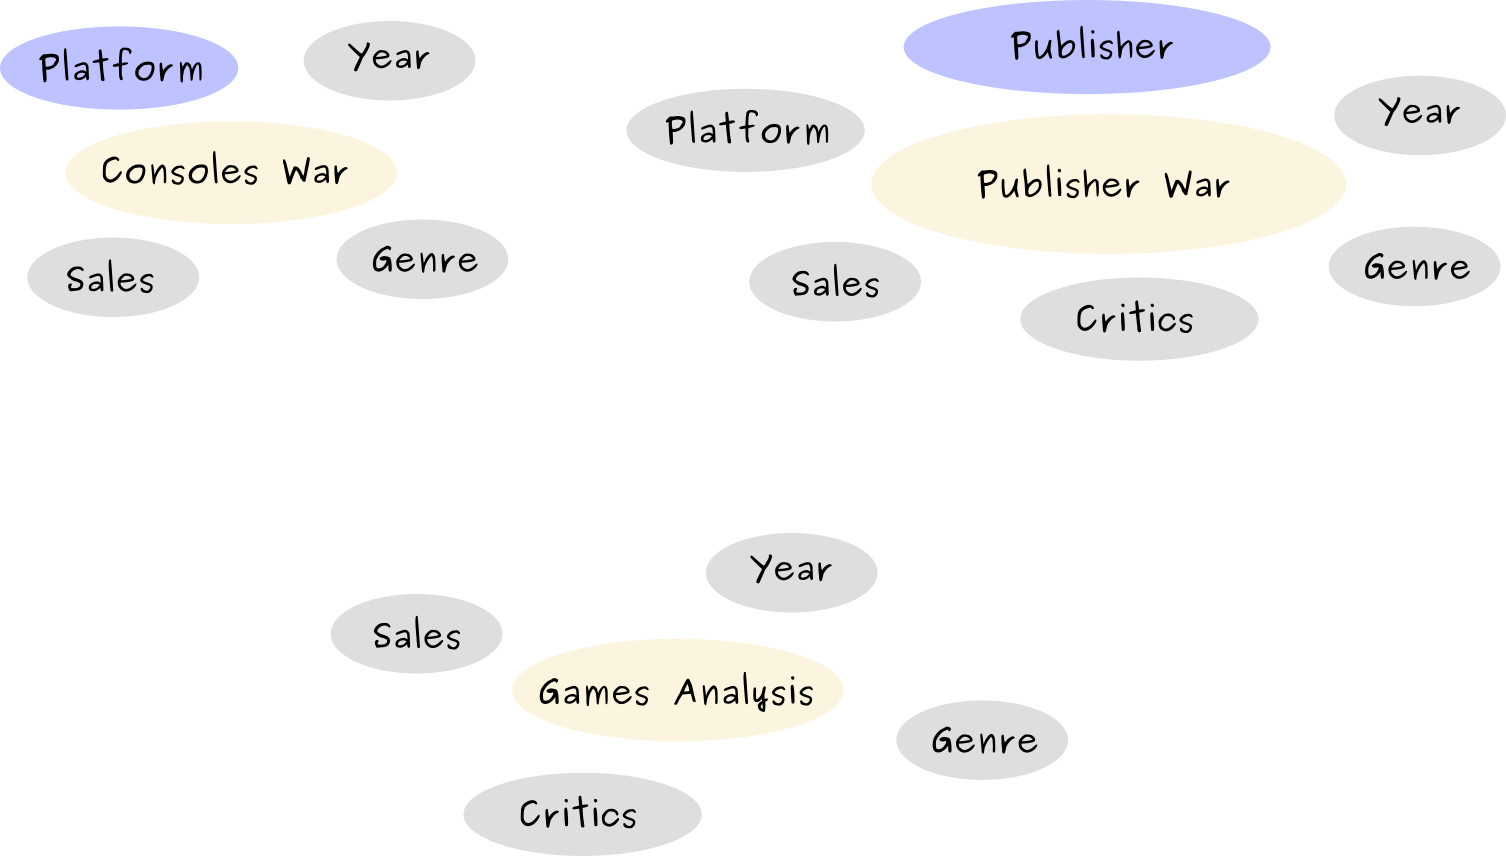 Platform
Year
Consoles War
Sales
Genre
Publisher
Platform
Year
Publisher War
Sales
Genre
Critics
Year
Sales
Games Analysis
Genre
Critics